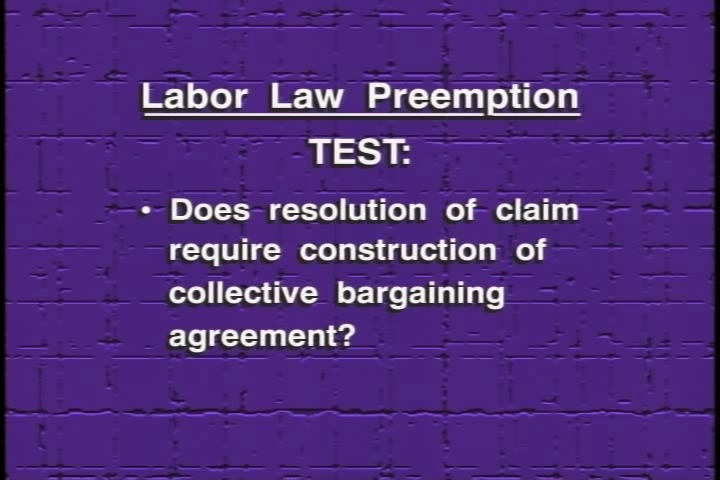 Labor Law Preemption
TEST:
• Does resolution of claim
require construction of
collective bargaining
agreement?